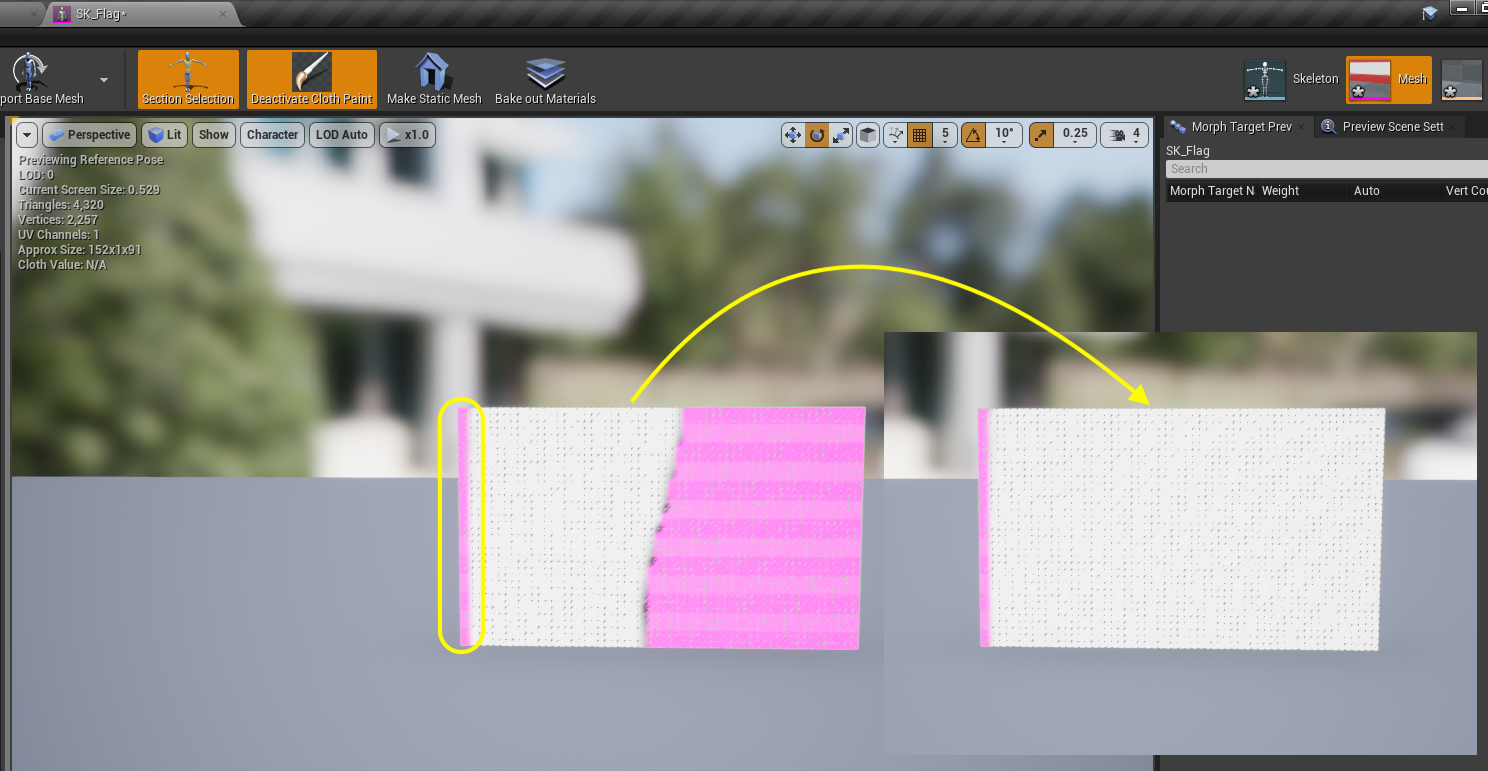 SK_Flag*
port Base Mesh
Section Selection
Deactivate Cloth Paint
Make Static Mesh
Bake out Materials
Skeleton
Mesh
Perspective
Lit
Show
Character
LOD Auto
x1.0
5
10°
0.25
4
Morph Target Prev
Preview Scene Sett
Previewing Reference Pose
LOD: 0
Current Screen Size: 0.529
Triangles: 4,320
Vertices: 2,257
UV Channels: 1
Approx Size: 152x1x91
Cloth Value: N/A
SK_Flag
Search
Morph Target N Weight Auto Vert Cou